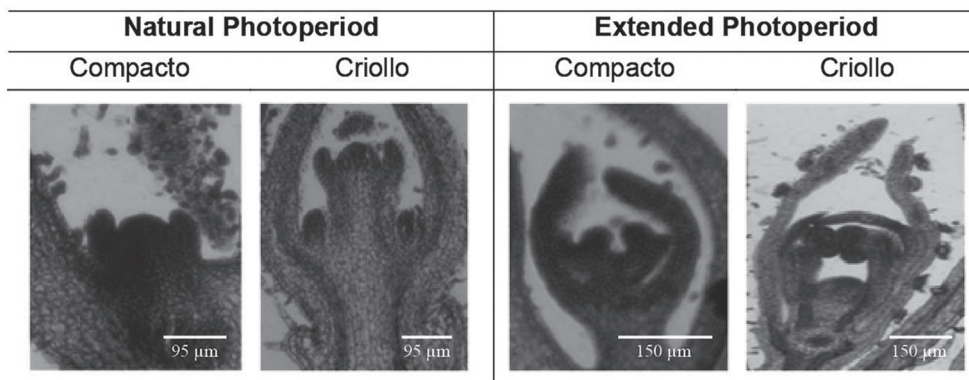 Natural Photoperiod Extended Photoperiod
Compacto Criollo Compacto Criollo
95 µm 95 µm 150 µm 150 µm